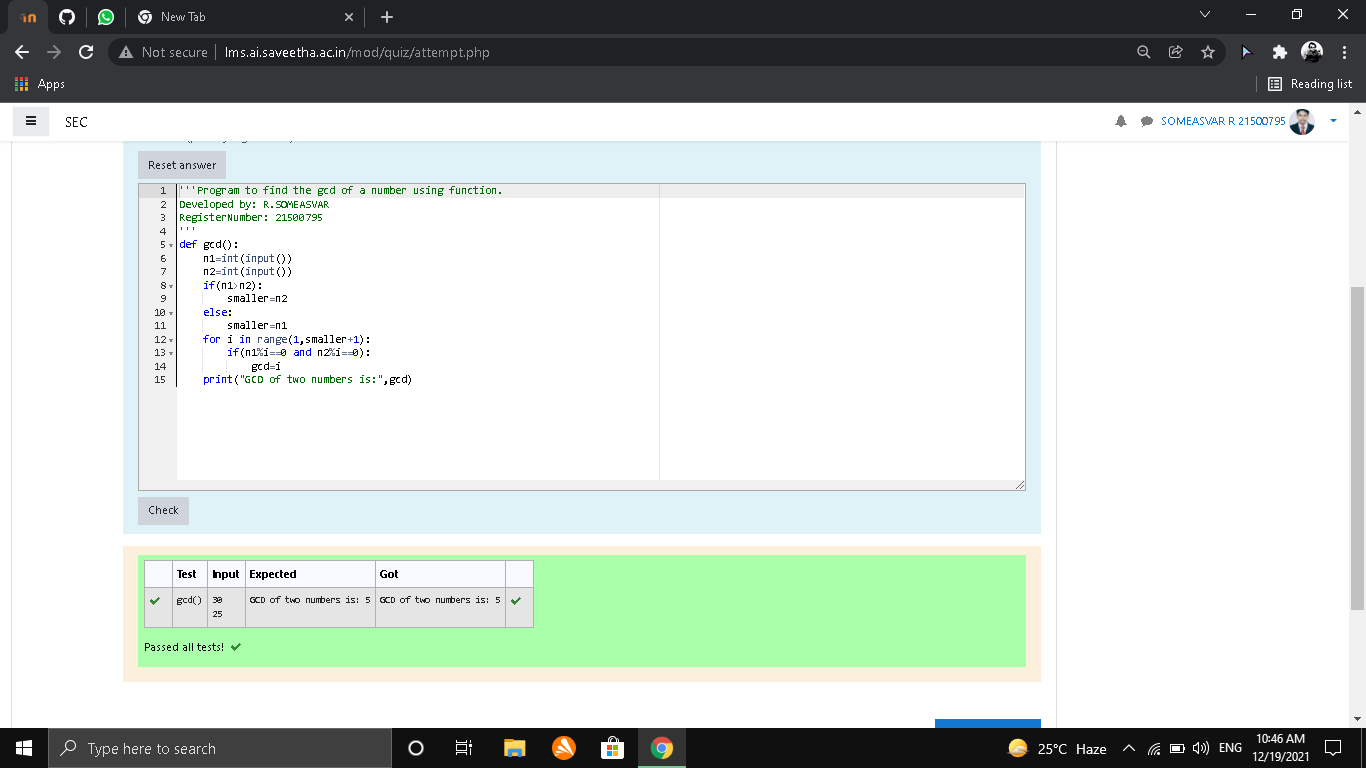 New Tab
Not secure
lms.ai.saveetha.ac.in/mod/quiz/attempt.php
Apps
Reading list
SEC
SOMEASVAR R 21500795
Reset answer
1 '''Program to find the gcd of a number using function.
2 Developed by: R.SOMEASVAR
3 RegisterNumber: 21500795
4 '''
5 def gcd():
6 n1=int(input())
7 n2=int(input())
8 if(n1>n2):
9 smaller=n2
10 else:
11 smaller=n1
12 for i in range(1,smaller+1):
13 if(n1%i==0 and n2%i==0):
14 gcd=i
15 print("GCD of two numbers is:",gcd)
Check
Test Input Expected Got
gcd() 30 GCD of two numbers is: 5 GCD of two numbers is: 5
25
Passed all tests!
Type here to search
25°C Haze
ENG
10:46 AM
12/19/2021